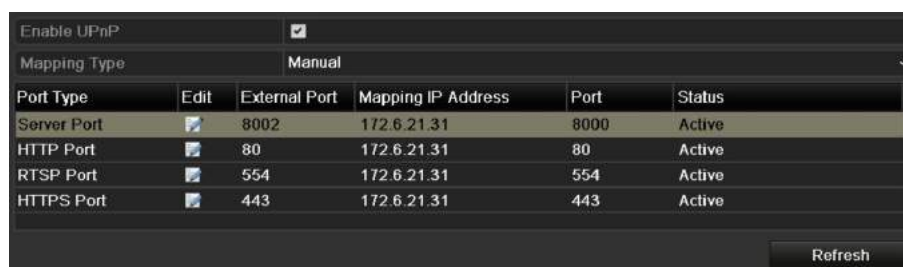 Enable UPnP
Mapping Type Manual
Port Type Edit External Port Mapping IP Address Port Status
Server Port 8002 172.6.21.31 8000 Active
HTTP Port 80 172.6.21.31 80 Active
RTSP Port 554 172.6.21.31 554 Active
HTTPS Port 443 172.6.21.31 443 Active
Refresh